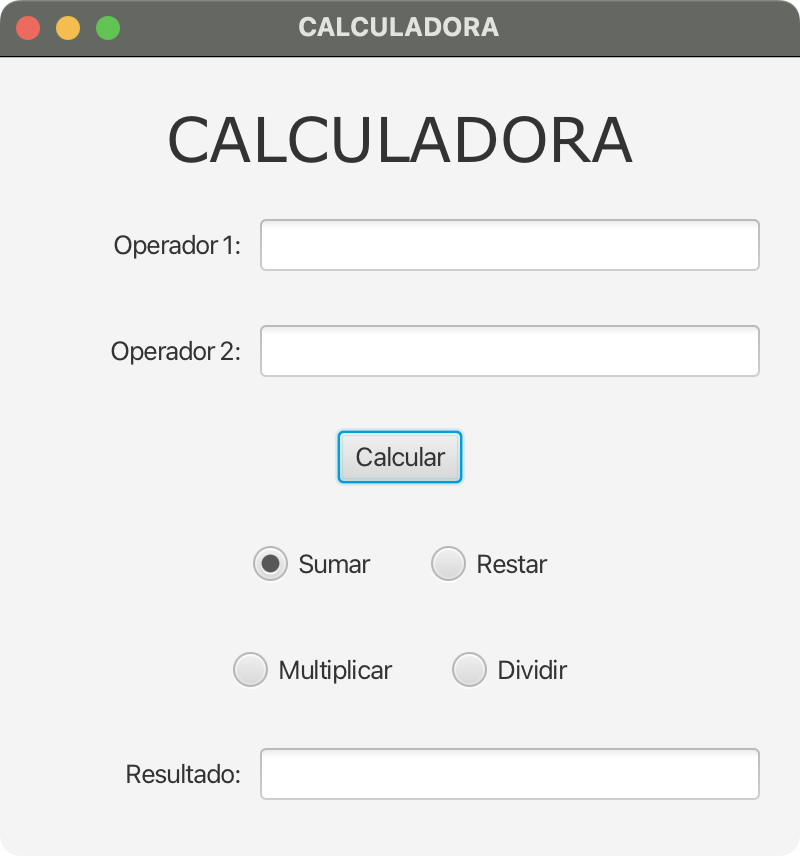 CALCULADORA
CALCULADORA
Operador 1:
Operador 2:
Calcular
Sumar Restar
Multiplicar Dividir
Resultado: